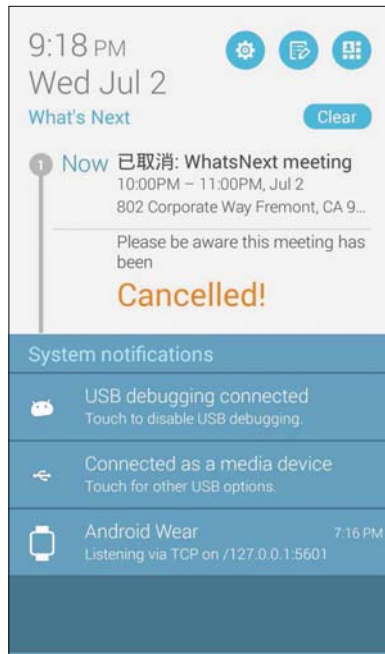 9:18 PM
Wed Jul 2
What's Next
Clear
1
Now 已取消: WhatsNext meeting
10:00PM – 11:00PM, Jul 2
802 Corporate Way Fremont, CA 9...
Please be aware this meeting has
been
Cancelled!
System notifications
USB debugging connected
Touch to disable USB debugging.
Connected as a media device
Touch for other USB options.
Android Wear 7:16 PM
Listening via TCP on /127.0.0.1:5601